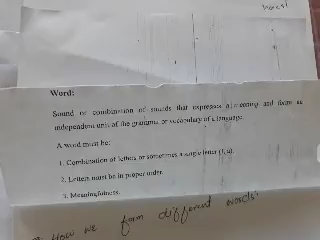 Word:
Sound or combination of sounds that expresses a meaning and form an
independent unit of the grammar or vocabulary of a language.
A word must be:
1. Combination of letters or sometimes a single letter (I, a).
2. Letters must be in proper order.
3. Meaningfulness.
How we form different words.